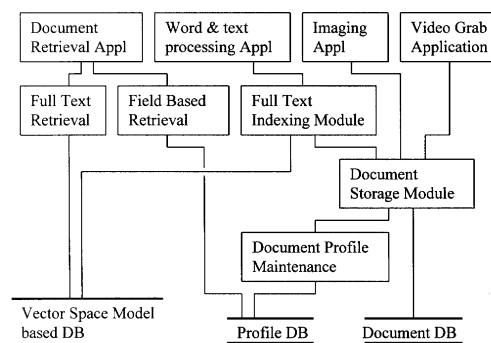 Document
Retrieval Appl
Word & text
processing Appl
Imaging
Appl
Video Grab
Application
Full Text
Retrieval
Field Based
Retrieval
Full Text
Indexing Module
Document
Storage Module
Document Profile
Maintenance
Vector Space Model
based DB
Profile DB
Document DB